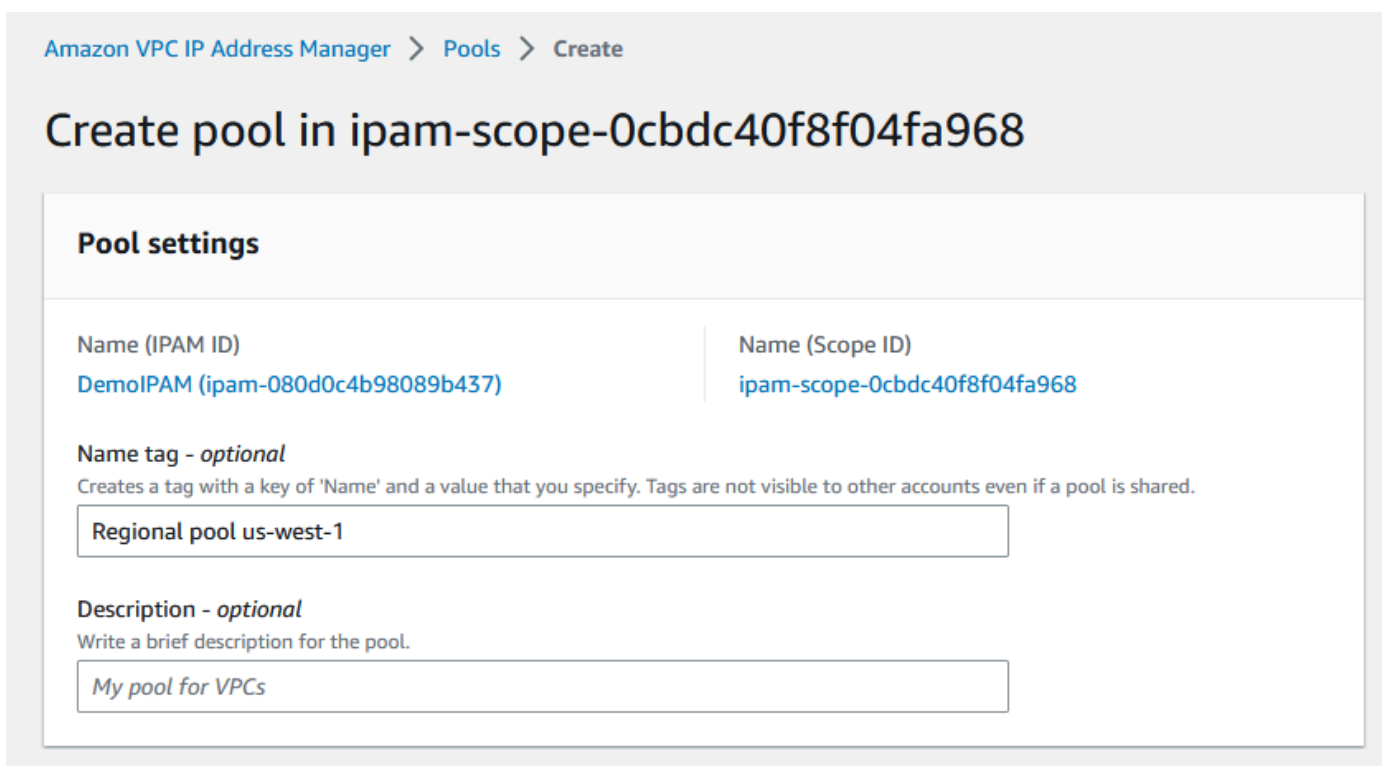 Amazon VPC IP Address Manager > Pools > Create
Create pool in ipam-scope-0cbdc40f8f04fa968
Pool settings
Name (IPAM ID)
DemoIPAM (ipam-080d0c4b98089b437)
Name (Scope ID)
ipam-scope-0cbdc40f8f04fa968
Name tag - optional
Creates a tag with a key of 'Name' and a value that you specify. Tags are not visible to other accounts even if a pool is shared.
Regional pool us-west-1
Description - optional
Write a brief description for the pool.
My pool for VPCs